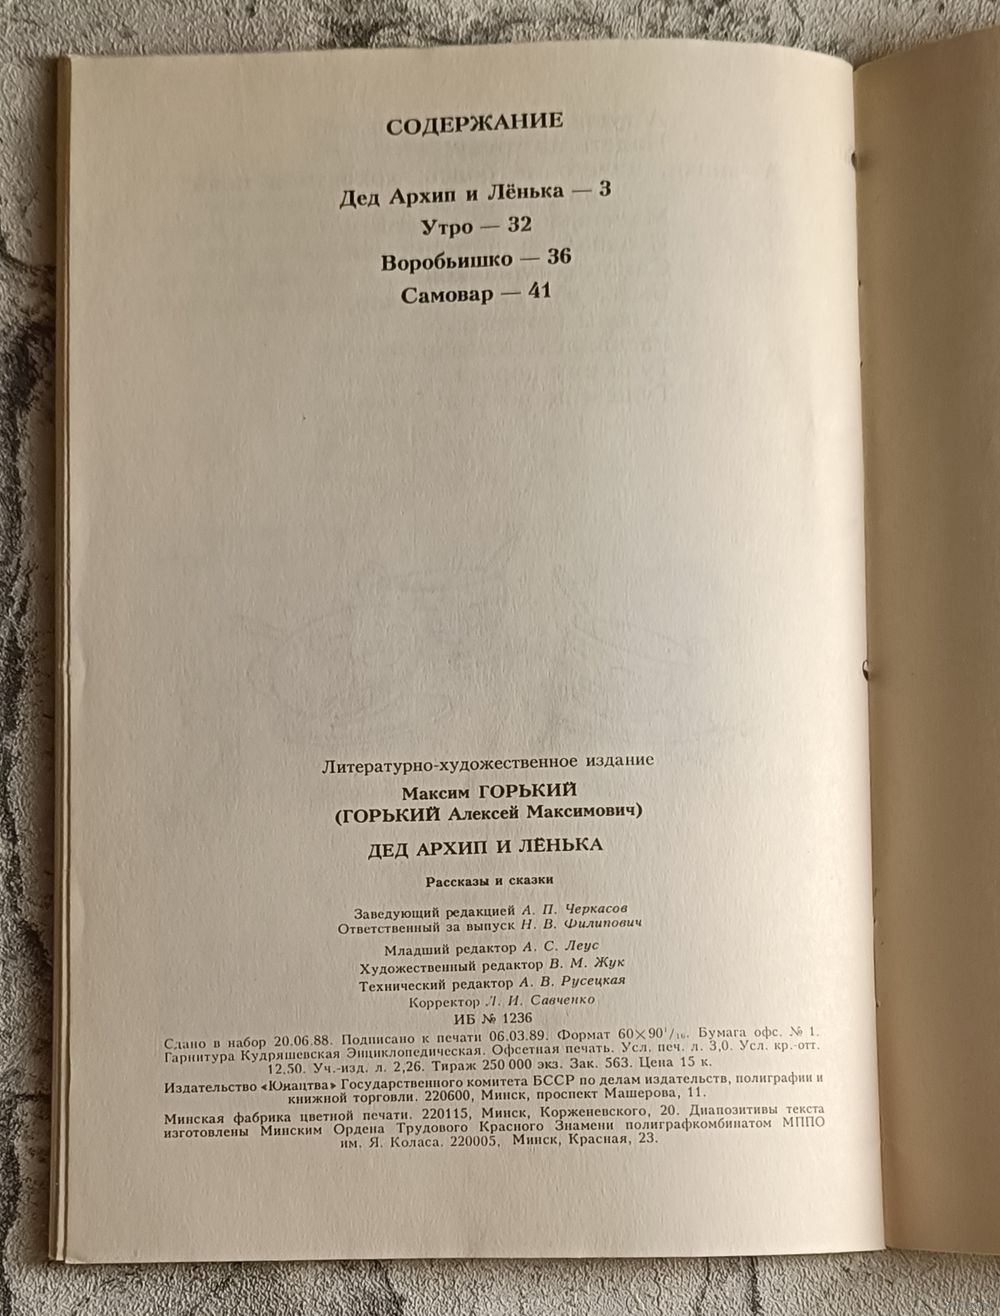 СОДЕРЖАНИЕ
Дед Архип и Лёнька — 3
Утро — 32
Воробьишко — 36
Самовар — 41
Литературно-художественное издание
Максим ГОРЬКИЙ
(ГОРЬКИЙ Алексей Максимович)
ДЕД АРХИП И ЛЁНЬКА
Рассказы и сказки
Заведующий редакцией А. П. Черкасов
Ответственный за выпуск Н. В. Филипович
Младший редактор А. С. Леус
Художественный редактор В. М. Жук
Технический редактор А. В. Русецкая
Корректор Л. И. Савченко
ИБ № 1236
Сдано в набор 20.06.88. Подписано к печати 06.03.89. Формат 60×90¹/₁₆. Бумага офс. № 1.
Гарнитура Кудряшевская Энциклопедическая. Офсетная печать. Усл. печ. л. 3,0. Усл. кр.-отт.
12,50. Уч.-изд. л. 2,26. Тираж 250 000 экз. Зак. 563. Цена 15 к.
Издательство «Юнацтва» Государственного комитета БССР по делам издательств, полиграфии и
книжной торговли. 220600, Минск, проспект Машерова, 11.
Минская фабрика цветной печати. 220115, Минск, Корженевского, 20. Диапозитивы текста
изготовлены Минским Ордена Трудового Красного Знамени полиграфкомбинатом МППО
им. Я. Коласа. 220005, Минск, Красная, 23.